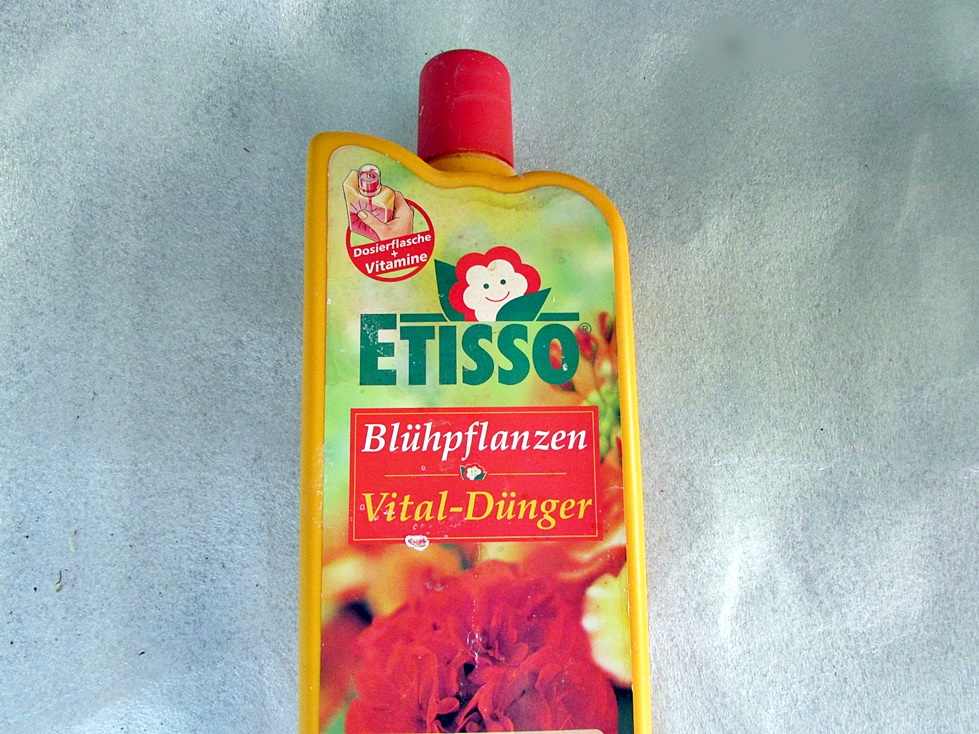 Dosierflasche
+
Vitamine
ETISSO®
Blühpflanzen
Vital-Dünger